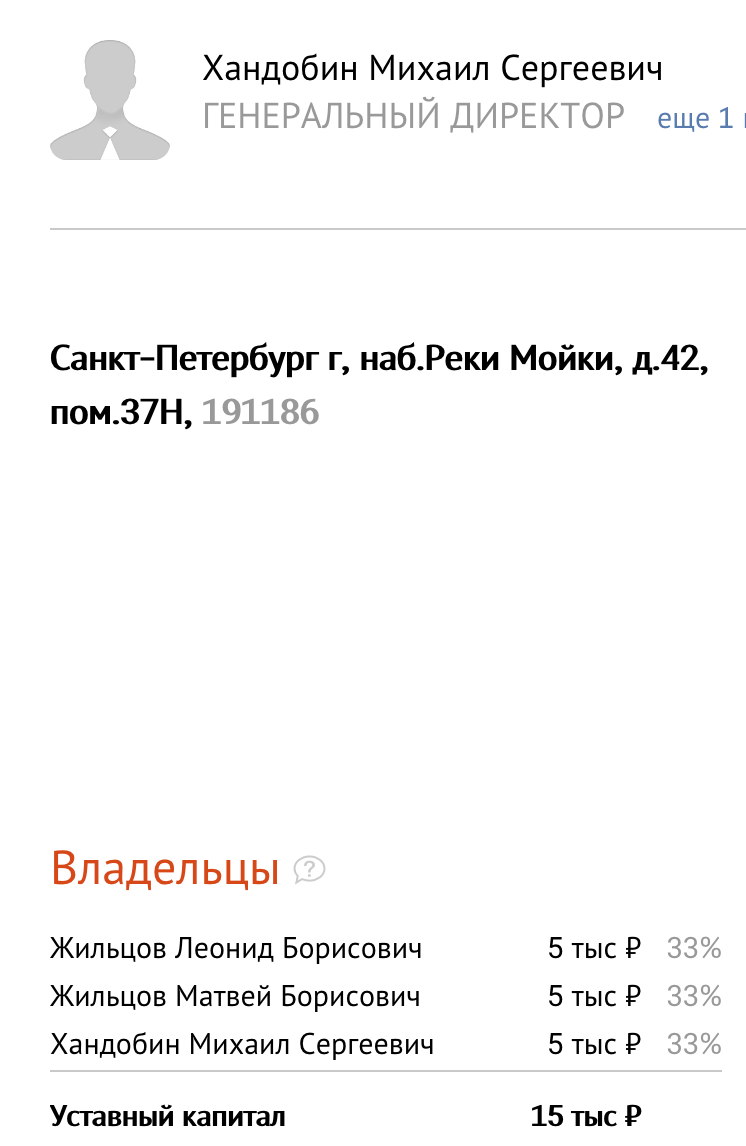 Хандобин Михаил Сергеевич
ГЕНЕРАЛЬНЫЙ ДИРЕКТОР еще 1
Санкт-Петербург г, наб.Реки Мойки, д.42,
пом.37Н, 191186
Владельцы ?
Жильцов Леонид Борисович 5 тыс ₽ 33%
Жильцов Матвей Борисович 5 тыс ₽ 33%
Хандобин Михаил Сергеевич 5 тыс ₽ 33%
Уставный капитал 15 тыс ₽